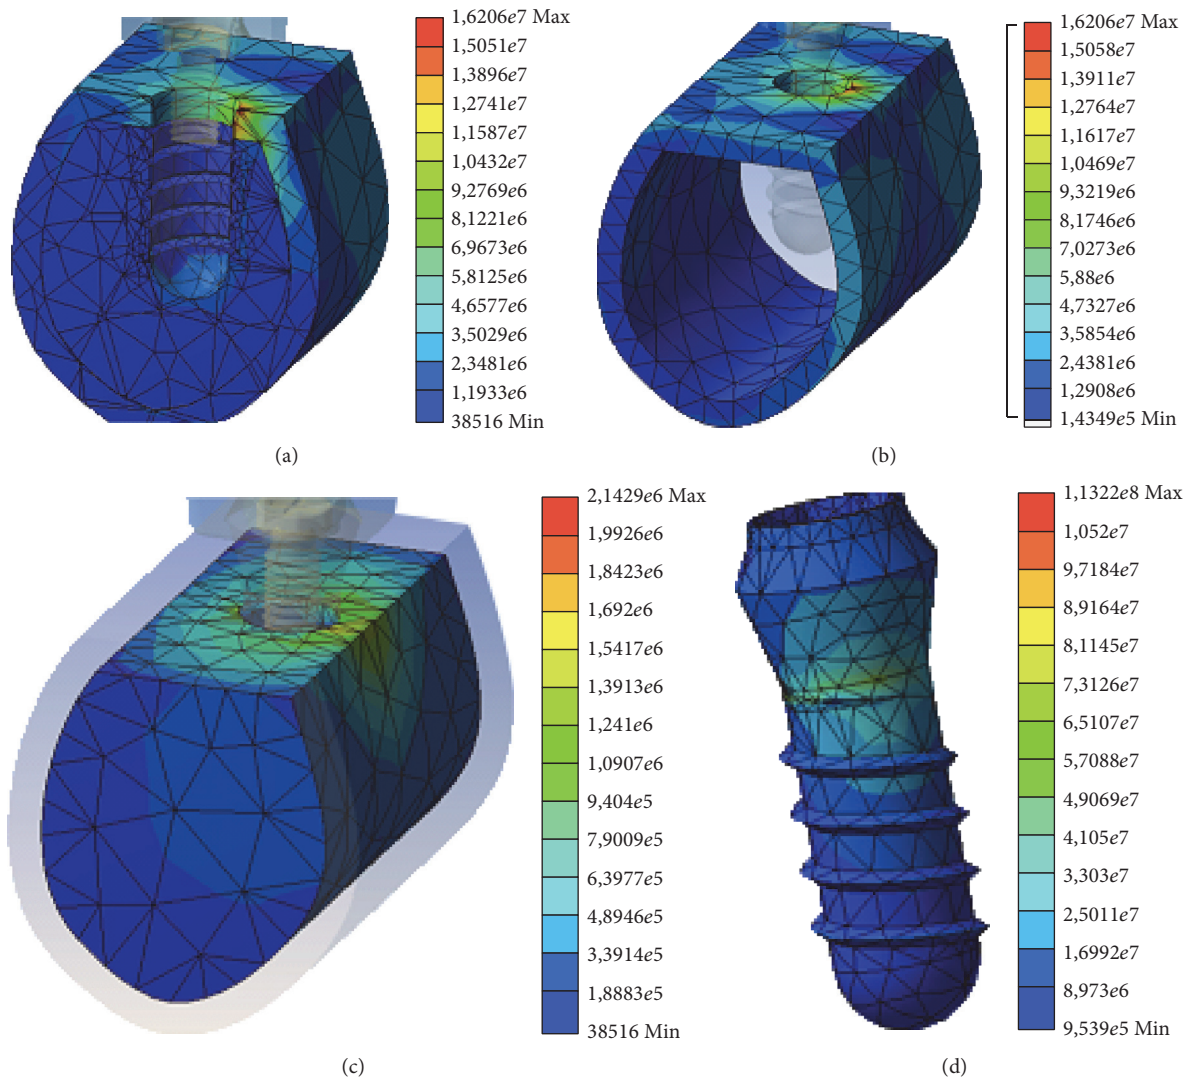 1,6206e7 Max
1,5051e7
1,3896e7
1,2741e7
1,1587e7
1,0432e7
9,2769e6
8,1221e6
6,9673e6
5,8125e6
4,6577e6
3,5029e6
2,3481e6
1,1933e6
38516 Min
(a)
1,6206e7 Max
1,5058e7
1,3911e7
1,2764e7
1,1617e7
1,0469e7
9,3219e6
8,1746e6
7,0273e6
5,88e6
4,7327e6
3,5854e6
2,4381e6
1,2908e6
1,4349e5 Min
(b)
2,1429e6 Max
1,9926e6
1,8423e6
1,692e6
1,5417e6
1,3913e6
1,241e6
1,0907e6
9,404e5
7,9009e5
6,3977e5
4,8946e5
3,3914e5
1,8883e5
38516 Min
(c)
1,1322e8 Max
1,052e7
9,7184e7
8,9164e7
8,1145e7
7,3126e7
6,5107e7
5,7088e7
4,9069e7
4,105e7
3,303e7
2,5011e7
1,6992e7
8,973e6
9,539e5 Min
(d)